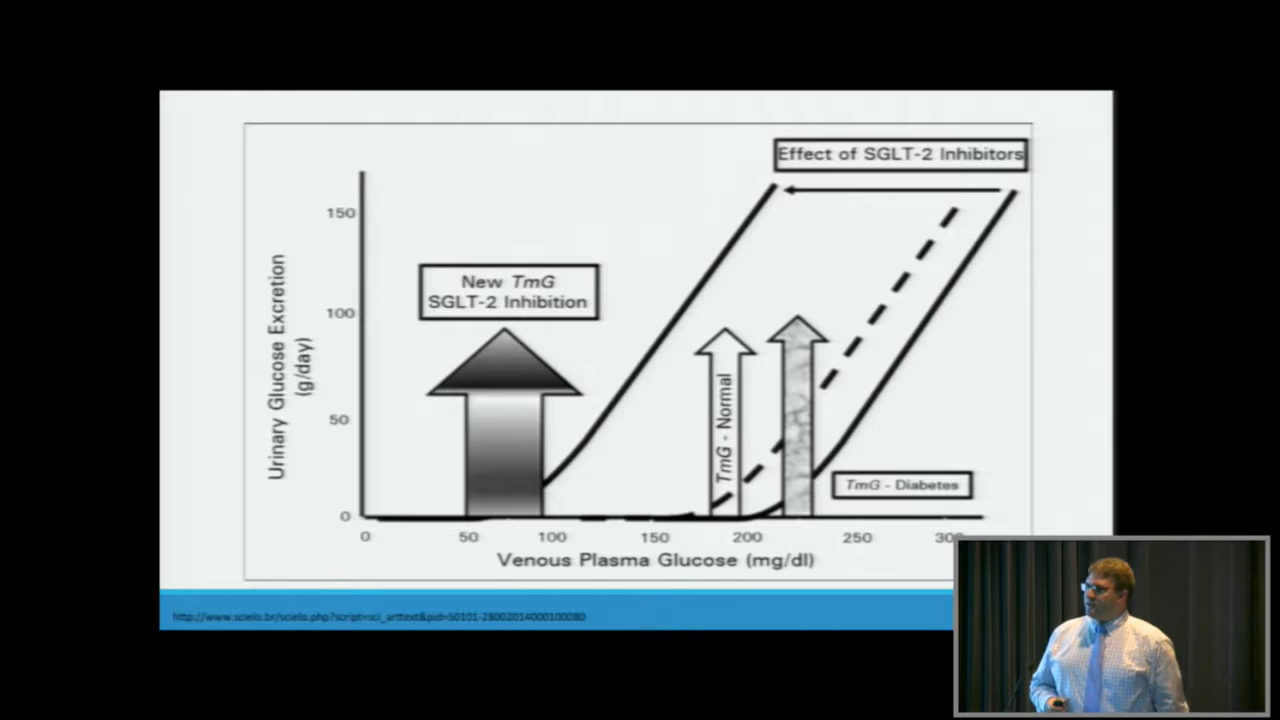 Effect of SGLT-2 Inhibitors
150
New TmG
SGLT-2 Inhibition
100
Urinary Glucose Excretion
(g/day)
50
TmG - Normal
TmG - Diabetes
0
0 50 100 150 200 250 300
Venous Plasma Glucose (mg/dl)